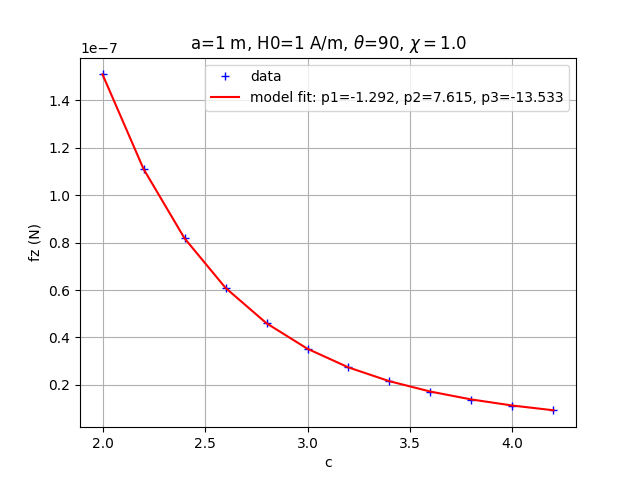 a=1 m, H0=1 A/m, θ=90, χ = 1.0
1e−7
data
model fit: p1=-1.292, p2=7.615, p3=-13.533
1.4
1.2
1.0
0.8
0.6
0.4
0.2
fz (N)
2.0 2.5 3.0 3.5 4.0
c